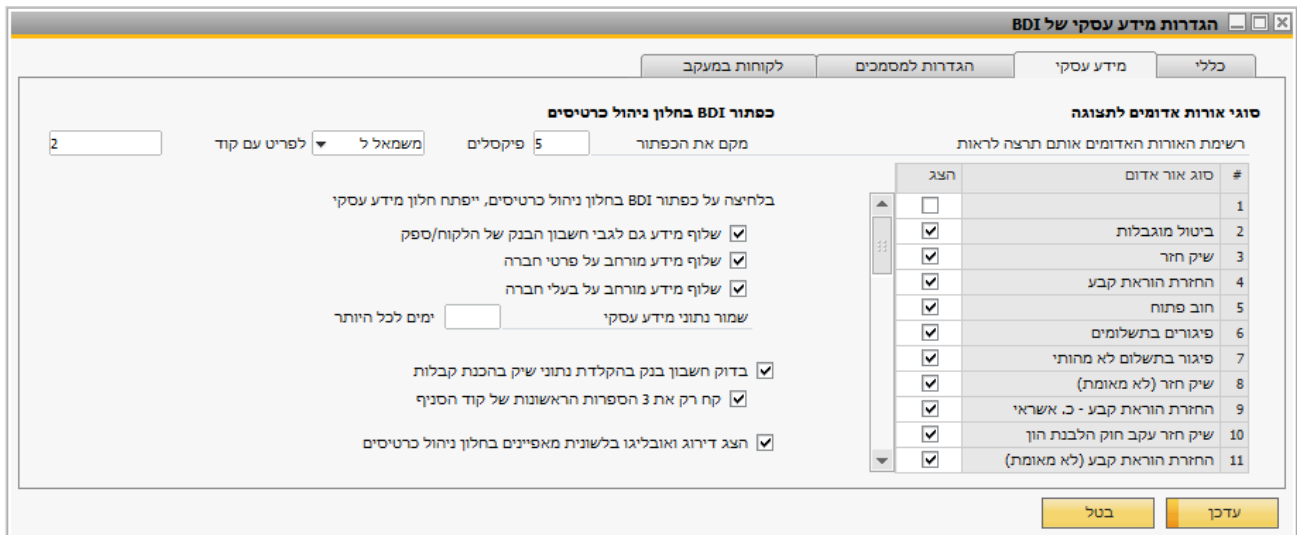 הגדרות מידע עסקי של BDI
כללי
מידע עסקי
הגדרות למסמכים
לקוחות במעקב
סוגי אורות אדומים לתצוגה
רשימת האורות האדומים אותם תרצה לראות
# סוג אור אדום הצג
1
2 ביטול מוגבלות
3 שיק חזר
4 החזרת הוראת קבע
5 חוב פתוח
6 פיגורים בתשלומים
7 פיגור בתשלום לא מהותי
8 שיק חזר (לא מאומת)
9 החזרת הוראת קבע - כ. אשראי
10 שיק חזר עקב חוק הלבנת הון
11 החזרת הוראת קבע (לא מאומת)
כפתור BDI בחלון ניהול כרטיסים
מקם את הכפתור 5 פיקסלים משמאל ל לפריט עם קוד 2
בלחיצה על כפתור BDI בחלון ניהול כרטיסים, ייפתח חלון מידע עסקי
שלוף מידע גם לגבי חשבון הבנק של הלקוח/ספק
שלוף מידע מורחב על פרטי חברה
שלוף מידע מורחב על בעלי חברה
שמור נתוני מידע עסקי ימים לכל היותר
בדוק חשבון בנק בהקלדת נתוני שיק בהכנת קבלות
קח רק את 3 הספרות הראשונות של קוד הסניף
הצג דירוג ואובליגו בלשונית מאפיינים בחלון ניהול כרטיסים
עדכן
בטל